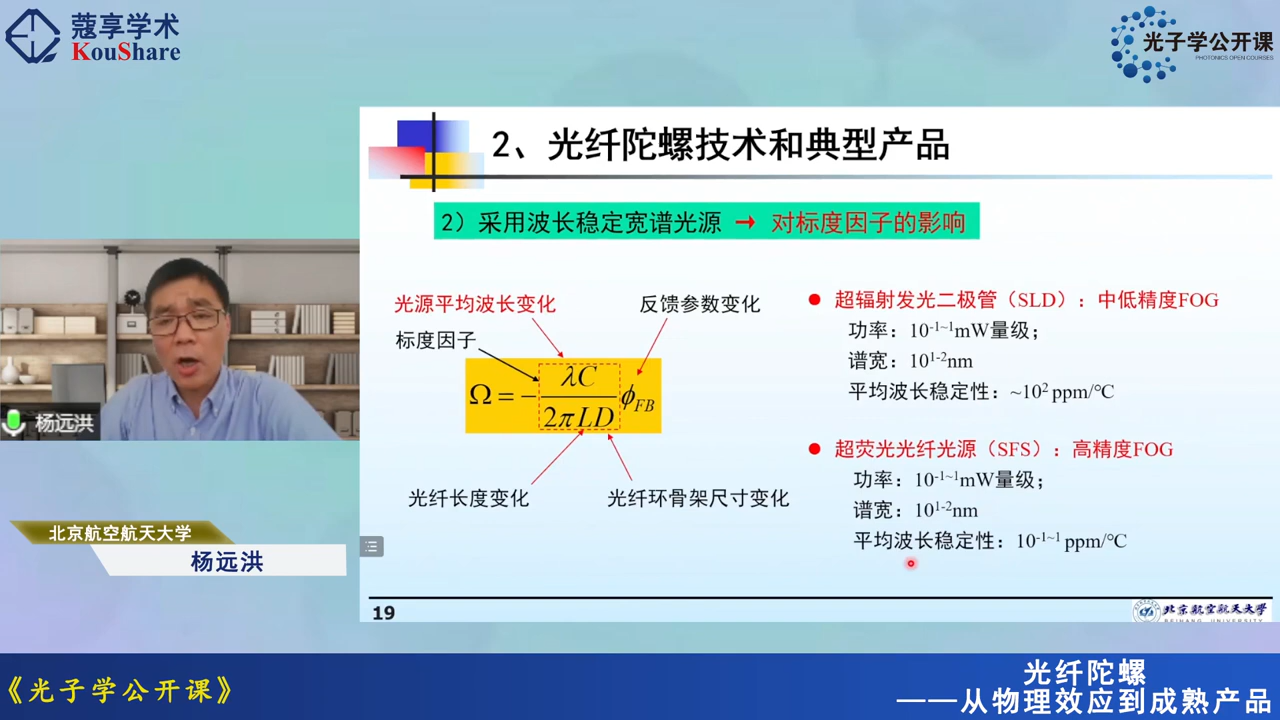 蔻享学术
KouShare
光子学公开课
PHOTONICS OPEN COURSES
2、光纤陀螺技术和典型产品
2）采用波长稳定宽谱光源 → 对标度因子的影响
光源平均波长变化
反馈参数变化
标度因子
Ω = − λC / 2πLD ϕFB
光纤长度变化
光纤环骨架尺寸变化
● 超辐射发光二极管（SLD）：中低精度FOG
功率：10-1~1mW量级；
谱宽：101-2nm
平均波长稳定性：~102 ppm/℃
● 超荧光光纤光源（SFS）：高精度FOG
功率：10-1~1mW量级；
谱宽：101-2nm
平均波长稳定性：10-1~1 ppm/℃
19
北京航空航天大学
BEIHANG UNIVERSITY
杨远洪
北京航空航天大学
杨远洪
《光子学公开课》
光纤陀螺
——从物理效应到成熟产品